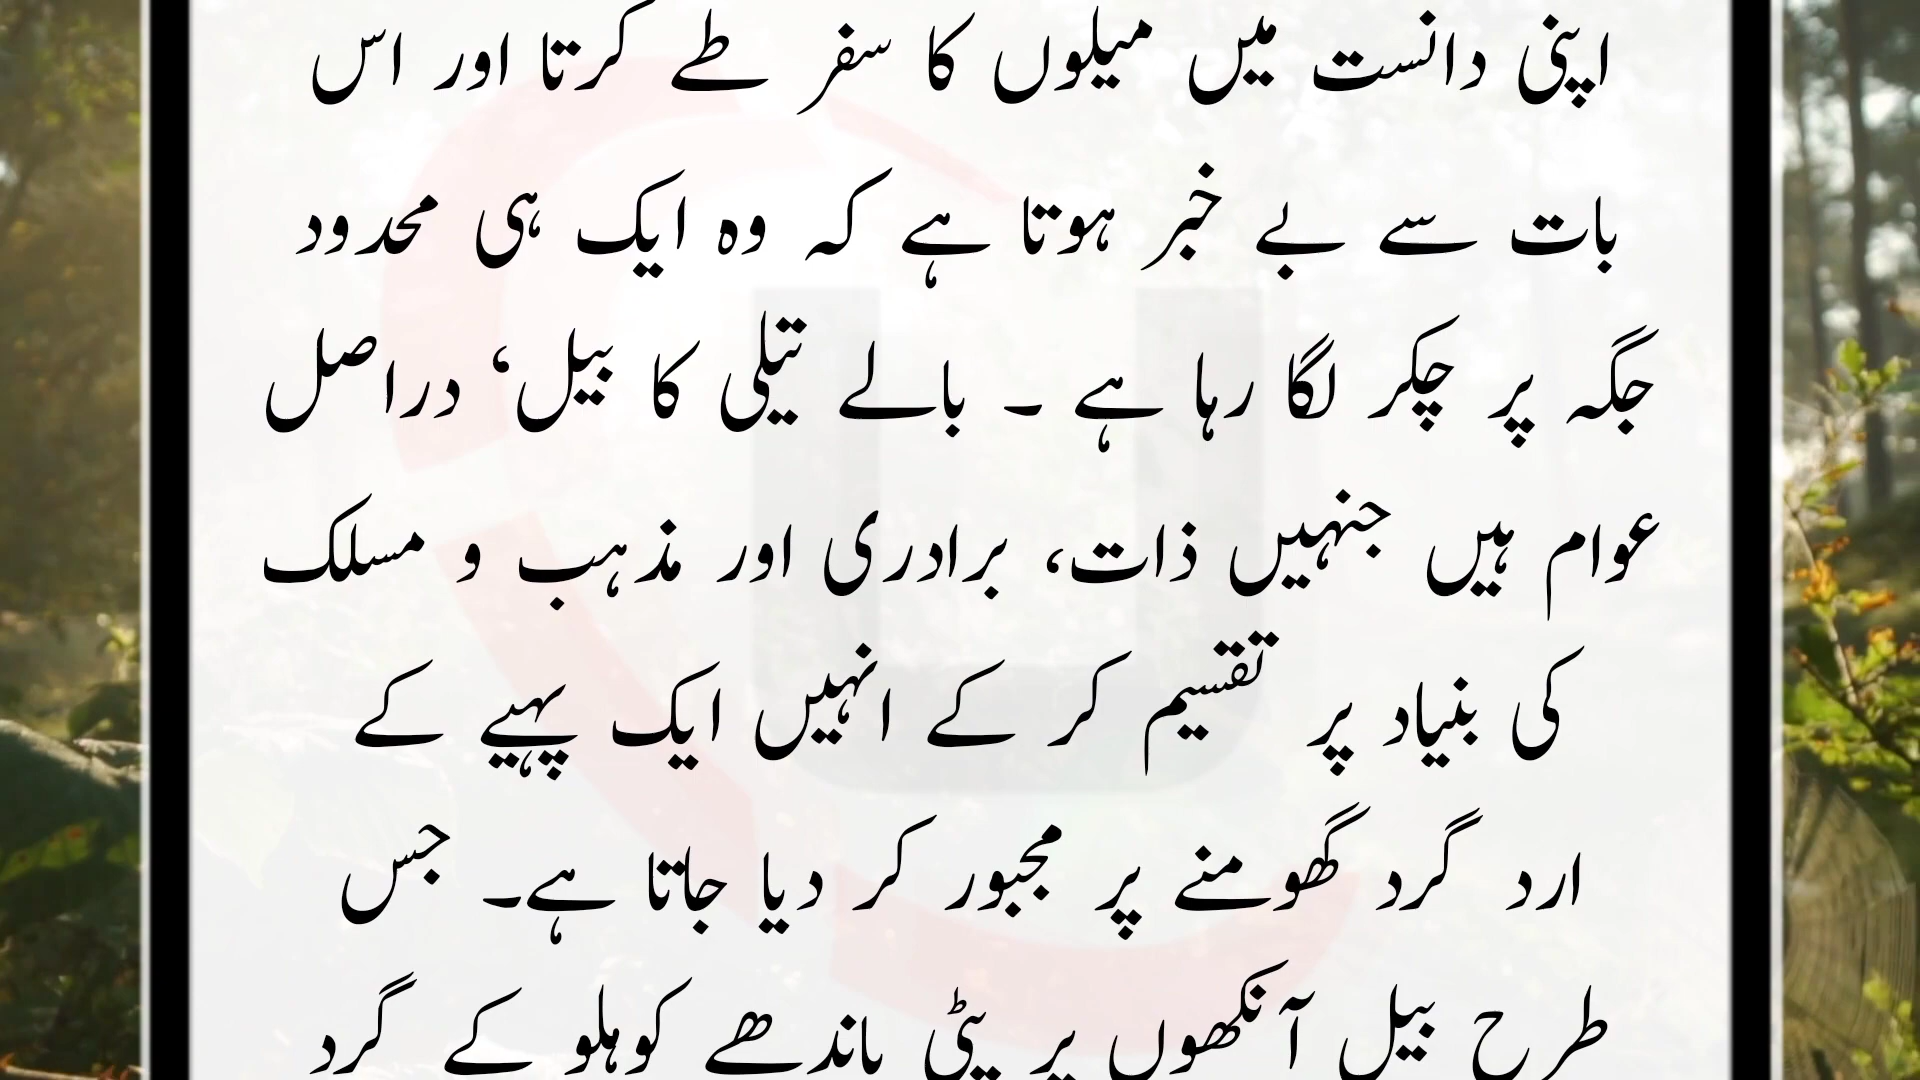 اپنی دانست میں میلوں کا سفر طے کرتا اور اس
بات سے بے خبر ہوتا ہے کہ وہ ایک ہی محدود
جگہ پر چکر لگا رہا ہے ۔ بالے تیلی کا بیل‘ دراصل
عوام ہیں جنہیں ذات، برادری اور مذہب و مسلک
کی بنیاد پر تقسیم کر کے انہیں ایک پہیے کے
ارد گرد گھومنے پر مجبور کر دیا جاتا ہے۔ جس
طرح بیل آنکھوں پر پٹی باندھے کوہلو کے گرد